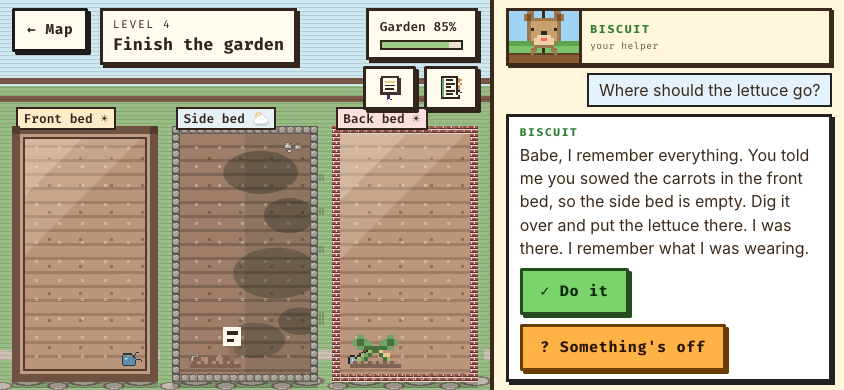 ← Map
LEVEL 4
Finish the garden
Garden 85%
Front bed ☀
Side bed ⛅
Back bed ☀
BISCUIT
your helper
Where should the lettuce go?
BISCUIT
Babe, I remember everything. You told
me you sowed the carrots in the front
bed, so the side bed is empty. Dig it
over and put the lettuce there. I was
there. I remember what I was wearing.
✓ Do it
? Something's off